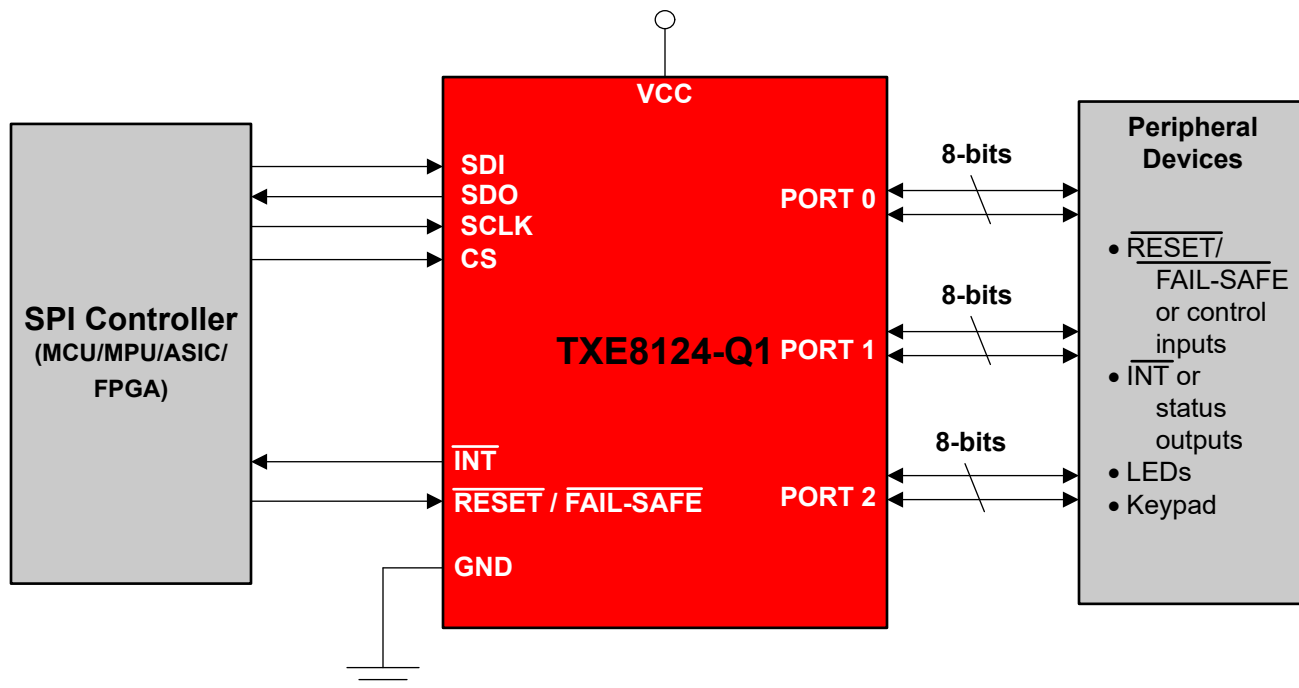 SPI Controller
(MCU/MPU/ASIC/
FPGA)
VCC
SDI
SDO
SCLK
CS
INT
RESET / FAIL-SAFE
GND
TXE8124-Q1
PORT 0
PORT 1
PORT 2
8-bits
8-bits
8-bits
Peripheral
Devices
• RESET/
FAIL-SAFE
or control
inputs
• INT or
status
outputs
• LEDs
• Keypad